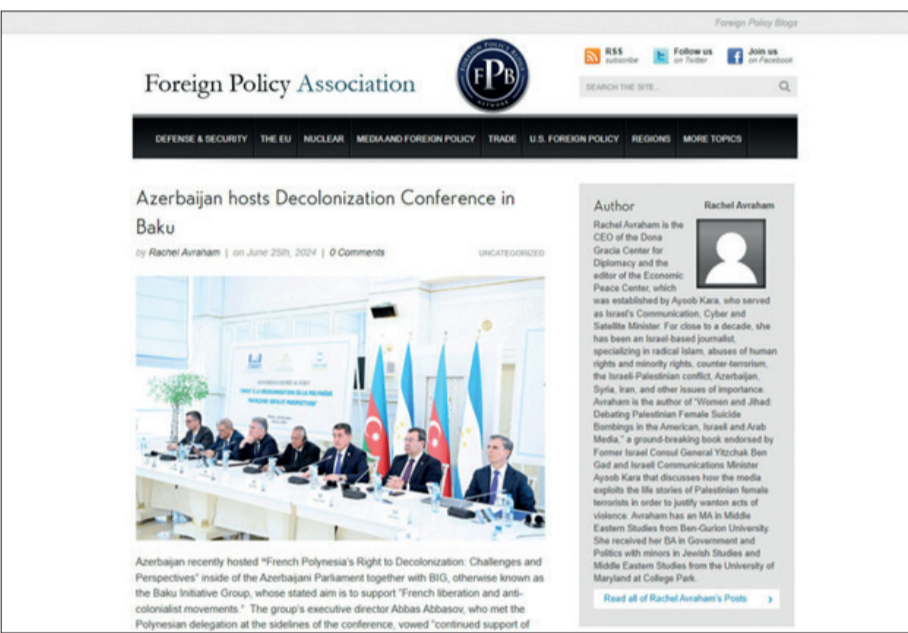 Foreign Policy Blogs
RSS
subscribe
Follow us
on Twitter
Join us
on Facebook
Foreign Policy Association
FOREIGN POLICY BLOGS
FPB
NETWORK
SEARCH THE SITE...
DEFENSE & SECURITY THE EU NUCLEAR MEDIA AND FOREIGN POLICY TRADE U.S. FOREIGN POLICY REGIONS MORE TOPICS
Azerbaijan hosts Decolonization Conference in
Baku
by Rachel Avraham | on June 25th, 2024 | 0 Comments
UNCATEGORIZED
Azerbaijan recently hosted “French Polynesia's Right to Decolonization: Challenges and
Perspectives” inside of the Azerbaijani Parliament together with BIG, otherwise known as
the Baku Initiative Group, whose stated aim is to support “French liberation and anti-
colonialist movements.” The group's executive director Abbas Abbasov, who met the
Polynesian delegation at the sidelines of the conference, vowed “continued support of
Author
Rachel Avraham
Rachel Avraham is the
CEO of the Dona
Gracia Center for
Diplomacy and the
editor of the Economic
Peace Center, which
was established by Ayoob Kara, who served
as Israel's Communication, Cyber and
Satellite Minister. For close to a decade, she
has been an Israel-based journalist,
specializing in radical Islam, abuses of human
rights and minority rights, counter-terrorism,
the Israeli-Palestinian conflict, Azerbaijan,
Syria, Iran, and other issues of importance.
Avraham is the author of “Women and Jihad:
Debating Palestinian Female Suicide
Bombings in the American, Israeli and Arab
Media,” a ground-breaking book endorsed by
Former Israel Consul General Yitzchak Ben
Gad and Israeli Communications Minister
Ayoob Kara that discusses how the media
exploits the life stories of Palestinian female
terrorists in order to justify wanton acts of
violence. Avraham has an MA in Middle
Eastern Studies from Ben-Gurion University.
She received her BA in Government and
Politics with minors in Jewish Studies and
Middle Eastern Studies from the University of
Maryland at College Park.
Read all of Rachel Avraham's Posts